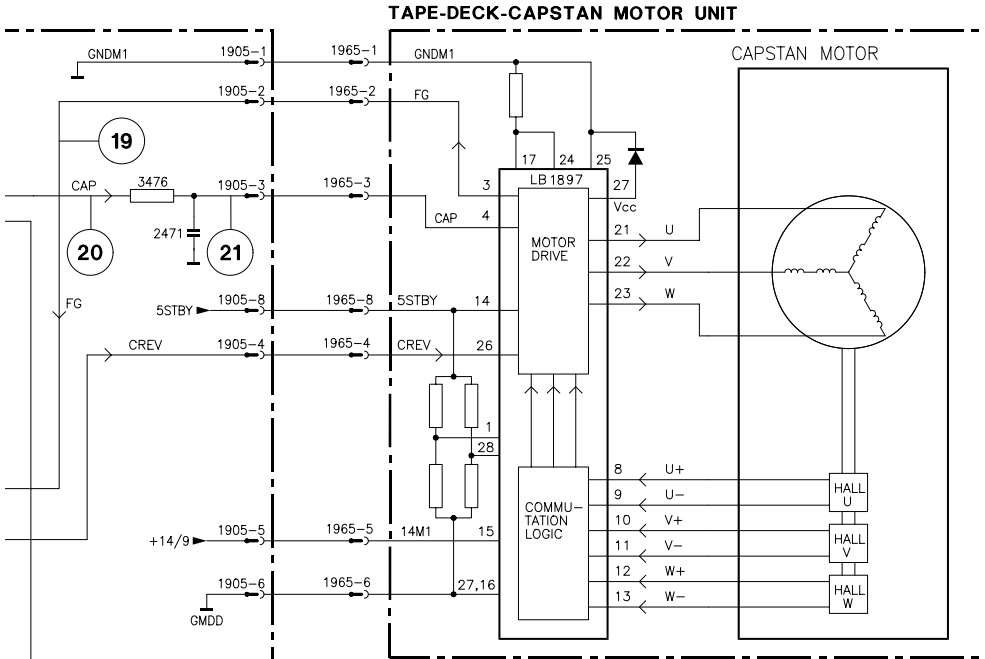 TAPE-DECK-CAPSTAN MOTOR UNIT
CAPSTAN MOTOR
GNDM1 1905-1 1965-1 GNDM1
1905-2 1965-2 FG
19
17 24 25
LB1897
CAP 3476 1905-3 1965-3 3 27
Vcc
CAP 4
2471
20 21
MOTOR
DRIVE
21 U
22 V
23 W
FG
5STBY 1905-8 1965-8 5STBY 14
CREV 1905-4 1965-4 CREV 26
1
28
8 U+
9 U-
HALL
U
10 V+
11 V-
HALL
V
12 W+
13 W-
HALL
W
COMMU-
TATION
LOGIC
+14/9 1905-5 1965-5 14M1 15
1905-6 1965-6 27,16
GMDD